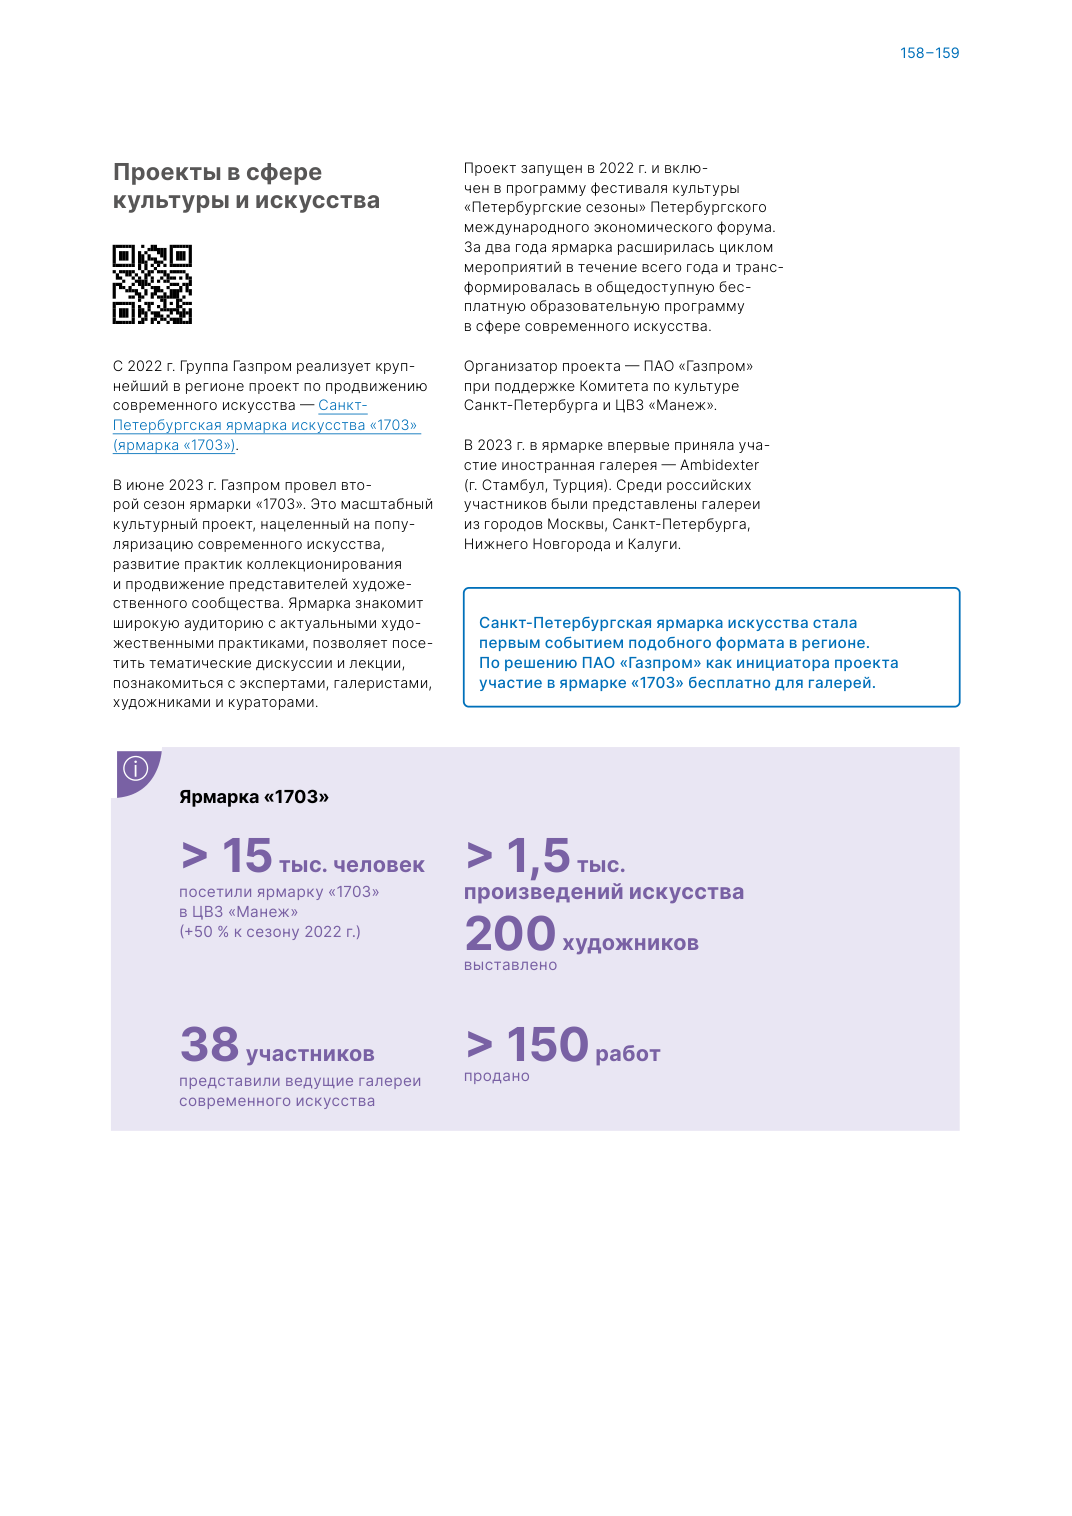 158–159
Проекты в сфере
культуры и искусства
С 2022 г. Группа Газпром реализует круп-
нейший в регионе проект по продвижению
современного искусства — Санкт-
Петербургская ярмарка искусства «1703»
(ярмарка «1703»).
В июне 2023 г. Газпром провел вто-
рой сезон ярмарки «1703». Это масштабный
культурный проект, нацеленный на попу-
ляризацию современного искусства,
развитие практик коллекционирования
и продвижение представителей художе-
ственного сообщества. Ярмарка знакомит
широкую аудиторию с актуальными худо-
жественными практиками, позволяет посе-
тить тематические дискуссии и лекции,
познакомиться с экспертами, галеристами,
художниками и кураторами.
Проект запущен в 2022 г. и вклю-
чен в программу фестиваля культуры
«Петербургские сезоны» Петербургского
международного экономического форума.
За два года ярмарка расширилась циклом
мероприятий в течение всего года и транс-
формировалась в общедоступную бес-
платную образовательную программу
в сфере современного искусства.
Организатор проекта — ПАО «Газпром»
при поддержке Комитета по культуре
Санкт-Петербурга и ЦВЗ «Манеж».
В 2023 г. в ярмарке впервые приняла уча-
стие иностранная галерея — Ambidexter
(г. Стамбул, Турция). Среди российских
участников были представлены галереи
из городов Москвы, Санкт-Петербурга,
Нижнего Новгорода и Калуги.
Санкт-Петербургская ярмарка искусства стала
первым событием подобного формата в регионе.
По решению ПАО «Газпром» как инициатора проекта
участие в ярмарке «1703» бесплатно для галерей.
Ярмарка «1703»
> 15 тыс. человек
посетили ярмарку «1703»
в ЦВЗ «Манеж»
(+50 % к сезону 2022 г.)
> 1,5 тыс.
произведений искусства
200 художников
выставлено
38 участников
представили ведущие галереи
современного искусства
> 150 работ
продано